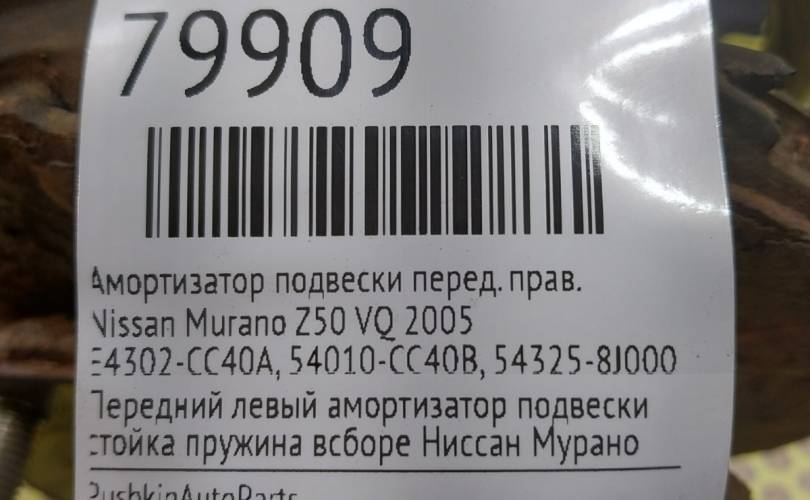 79909
Амортизатор подвески перед. прав.
Nissan Murano Z50 VQ 2005
E4302-CC40A, 54010-CC40B, 54325-8J000
Передний левый амортизатор подвески
стойка пружина всборе Ниссан Мурано
PushkinAutoParts